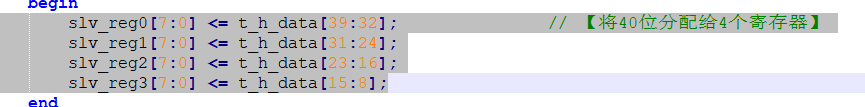 begin
slv_reg0[7:0] <= t_h_data[39:32]; // 【将40位分配给4个寄存器】
slv_reg1[7:0] <= t_h_data[31:24];
slv_reg2[7:0] <= t_h_data[23:16];
slv_reg3[7:0] <= t_h_data[15:8];
end